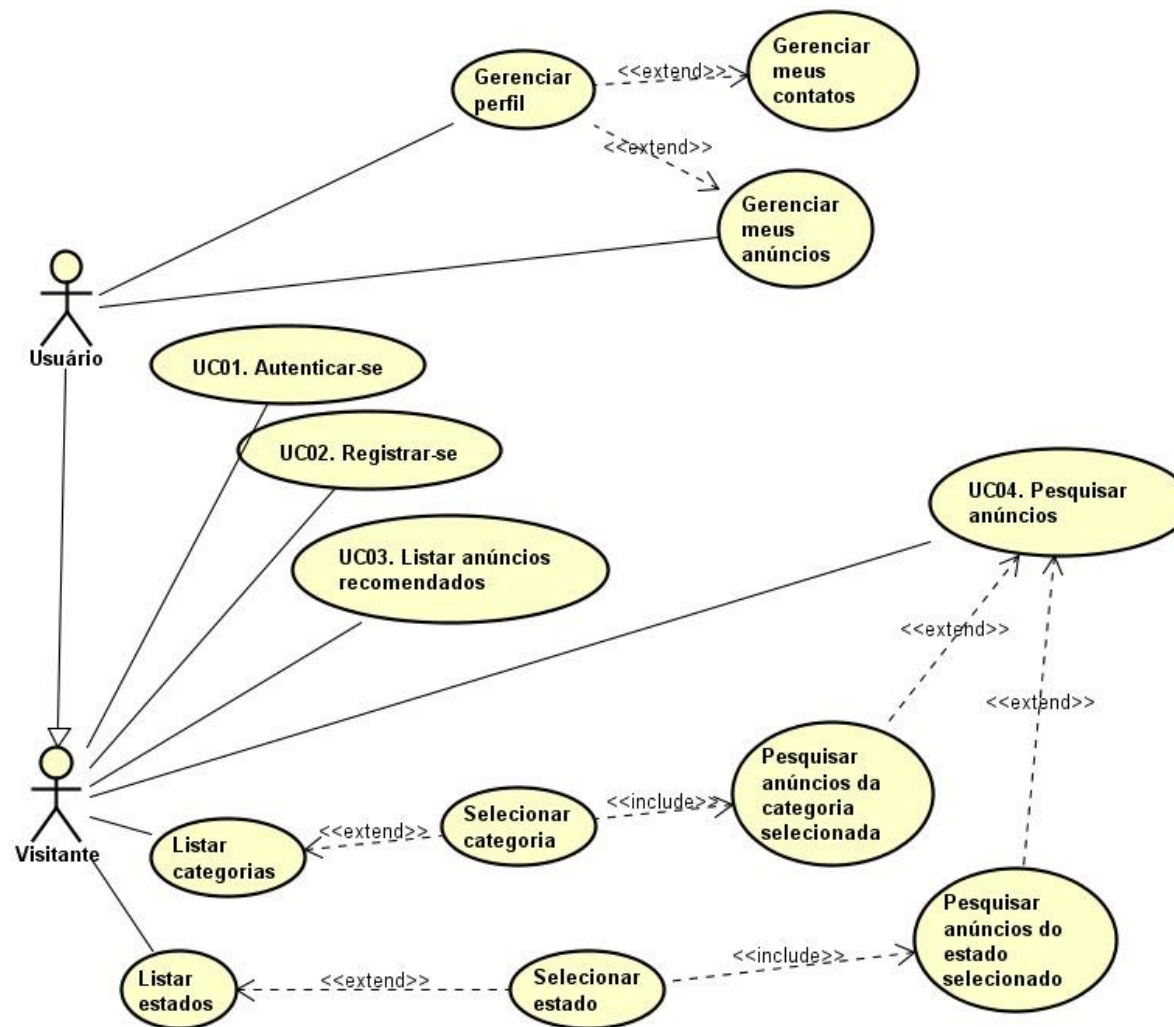 Gerenciar
perfil
<<extend>>
Gerenciar
meus
contatos
<<extend>>
Gerenciar
meus
anúncios
Usuário
UC01. Autenticar-se
UC02. Registrar-se
UC03. Listar anúncios
recomendados
UC04. Pesquisar
anúncios
<<extend>>
<<extend>>
Visitante
Listar
categorias
<<extend>>
Selecionar
categoria
<<include>>
Pesquisar
anúncios da
categoria
selecionada
Listar
estados
<<extend>>
Selecionar
estado
<<include>>
Pesquisar
anúncios do
estado
selecionado